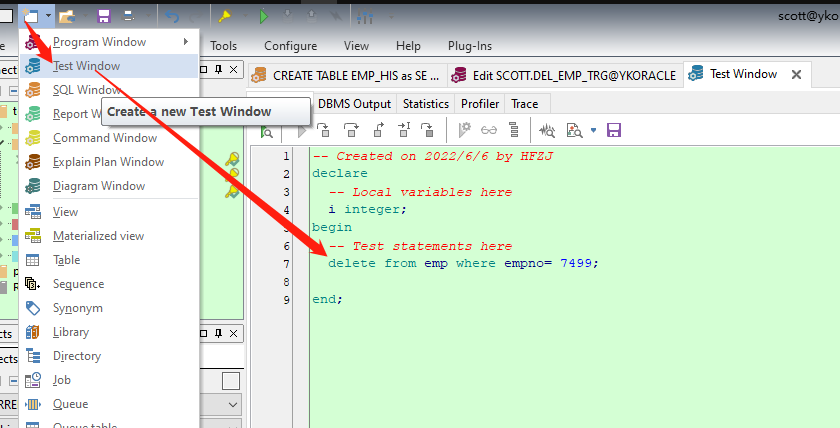 scott@yko
Program Window
Tools
Configure
View
Help
Plug-Ins
Test Window
SQL Window
Report W
Command Window
Explain Plan Window
Diagram Window
View
Materialized view
Table
Sequence
Synonym
Library
Directory
Job
Queue
Queue table
Create a new Test Window
CREATE TABLE EMP_HIS as SE ...
Edit SCOTT.DEL_EMP_TRG@YKORACLE
Test Window
DBMS Output
Statistics
Profiler
Trace
1 -- Created on 2022/6/6 by HFZJ
2 declare
3 -- Local variables here
4 i integer;
5 begin
6 -- Test statements here
7 delete from emp where empno= 7499;
8
9 end;